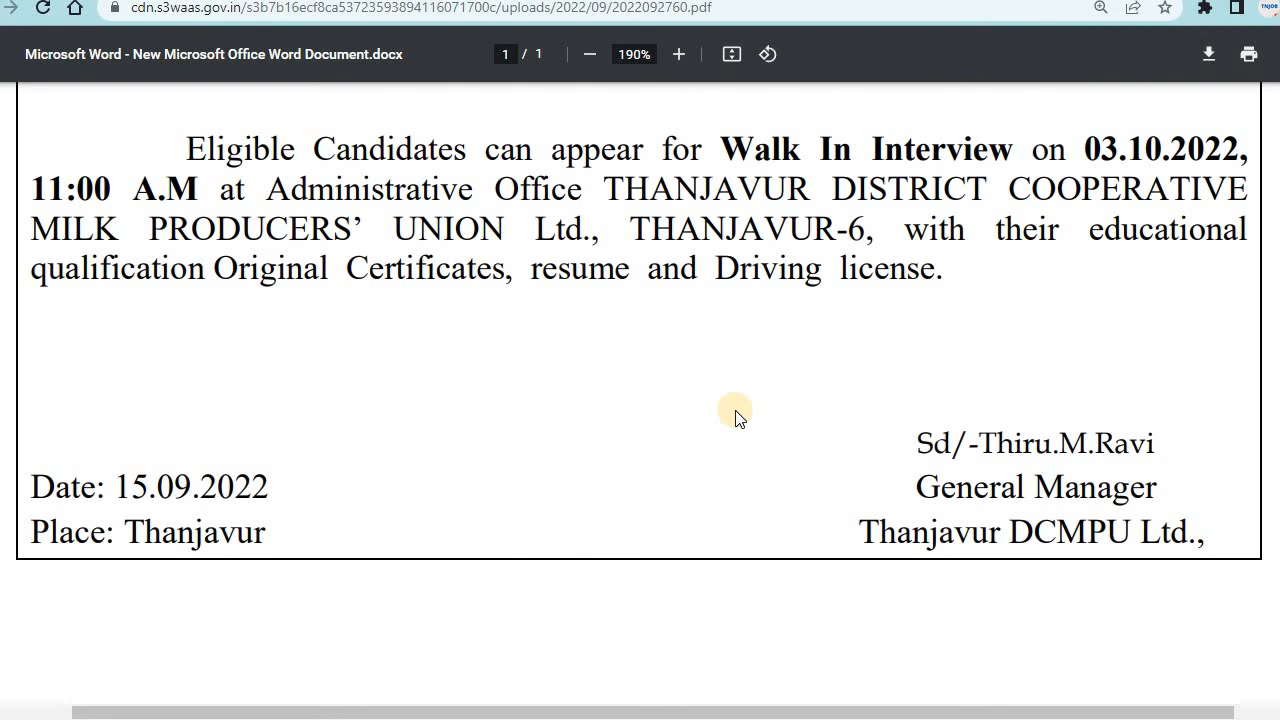 cdn.s3waas.gov.in/s3b7b16ecf8ca53723593894116071700c/uploads/2022/09/2022092760.pdf
TNJOB
Microsoft Word - New Microsoft Office Word Document.docx
1 / 1
190%
Eligible Candidates can appear for Walk In Interview on 03.10.2022,
11:00 A.M at Administrative Office THANJAVUR DISTRICT COOPERATIVE
MILK PRODUCERS’ UNION Ltd., THANJAVUR-6, with their educational
qualification Original Certificates, resume and Driving license.
Sd/-Thiru.M.Ravi
Date: 15.09.2022 General Manager
Place: Thanjavur Thanjavur DCMPU Ltd.,